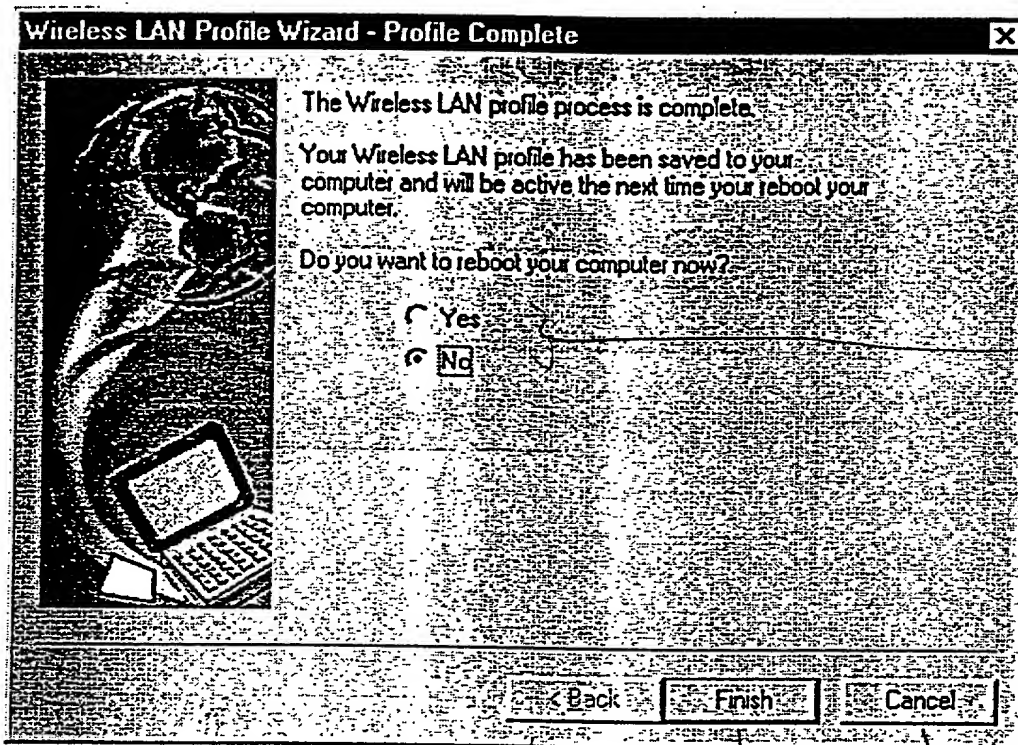 Wireless LAN Profile Wizard - Profile Complete
The Wireless LAN profile process is complete.
Your Wireless LAN profile has been saved to your
computer and will be active the next time your reboot your
computer.
Do you want to reboot your computer now?
Yes
No
< Back
Finish
Cancel